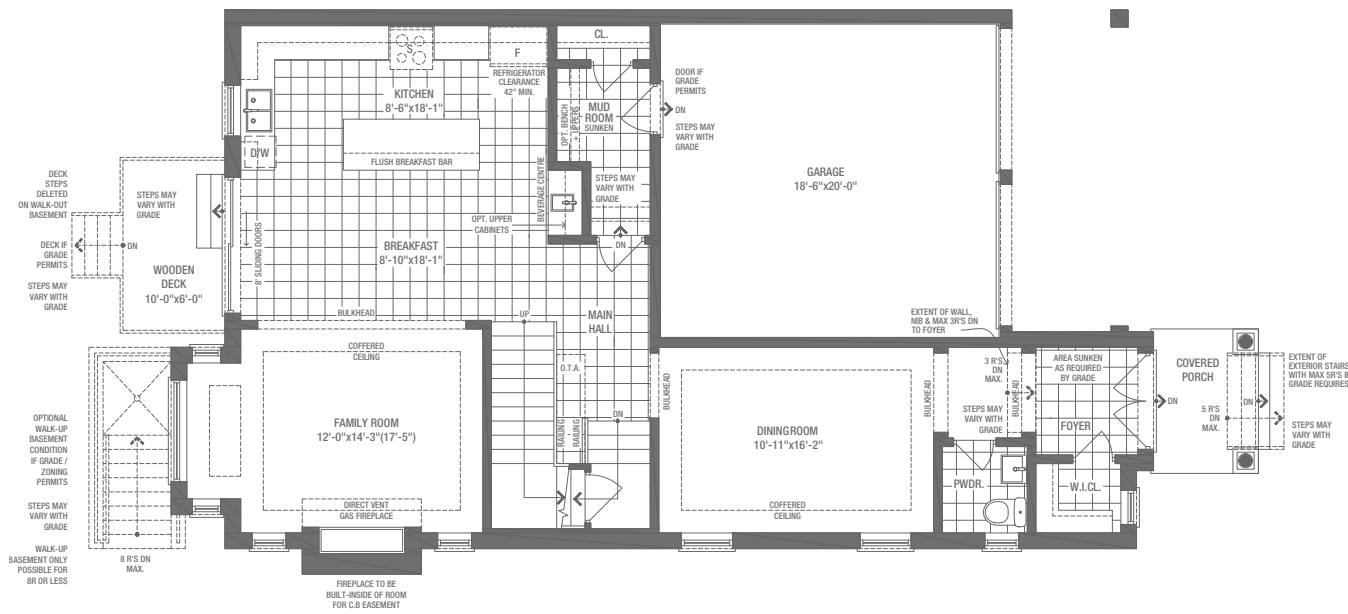 CL.
S
F
REFRIGERATOR
CLEARANCE
42" MIN.
KITCHEN
8'-6"x18'-1"
D/W
FLUSH BREAKFAST BAR
OPT. BENCH
+ UPPERS
MUD
ROOM
SUNKEN
DOOR IF
GRADE
PERMITS
DN
STEPS MAY
VARY WITH
GRADE
GARAGE
18'-6"x20'-0"
STEPS MAY
VARY WITH
GRADE
DN
BEVERAGE CENTRE
OPT. UPPER
CABINETS
BREAKFAST
8'-10"x18'-1"
8' SLIDING DOORS
DECK
STEPS
DELETED
ON WALK-OUT
BASEMENT
STEPS MAY
VARY WITH
GRADE
DN
DECK IF
GRADE
PERMITS
STEPS MAY
VARY WITH
GRADE
WOODEN
DECK
10'-0"x6'-0"
BULKHEAD
UP
MAIN
HALL
COFFERED
CEILING
O.T.A.
DN
RAILING
RAILING
FAMILY ROOM
12'-0"x14'-3"(17'-5")
DIRECT VENT
GAS FIREPLACE
FIREPLACE TO BE
BUILT-INSIDE OF ROOM
FOR C.B EASEMENT
OPTIONAL
WALK-UP
BASEMENT
CONDITION
IF GRADE /
ZONING
PERMITS
STEPS MAY
VARY WITH
GRADE
WALK-UP
BASEMENT ONLY
POSSIBLE FOR
8R OR LESS
8 R'S DN
MAX.
BULKHEAD
DINING ROOM
10'-11"x16'-2"
COFFERED
CEILING
BULKHEAD
EXTENT OF WALL,
NIB & MAX 3R'S DN
TO FOYER
3 R'S
DN
MAX.
BULKHEAD
STEPS MAY
VARY WITH
GRADE
AREA SUNKEN
AS REQUIRED
BY GRADE
FOYER
DN
PWDR.
W.I.CL.
COVERED
PORCH
5 R'S
DN
MAX.
DN
EXTENT OF
EXTERIOR STAIRS
WITH MAX 5R'S IF
GRADE REQUIRES
STEPS MAY
VARY WITH
GRADE